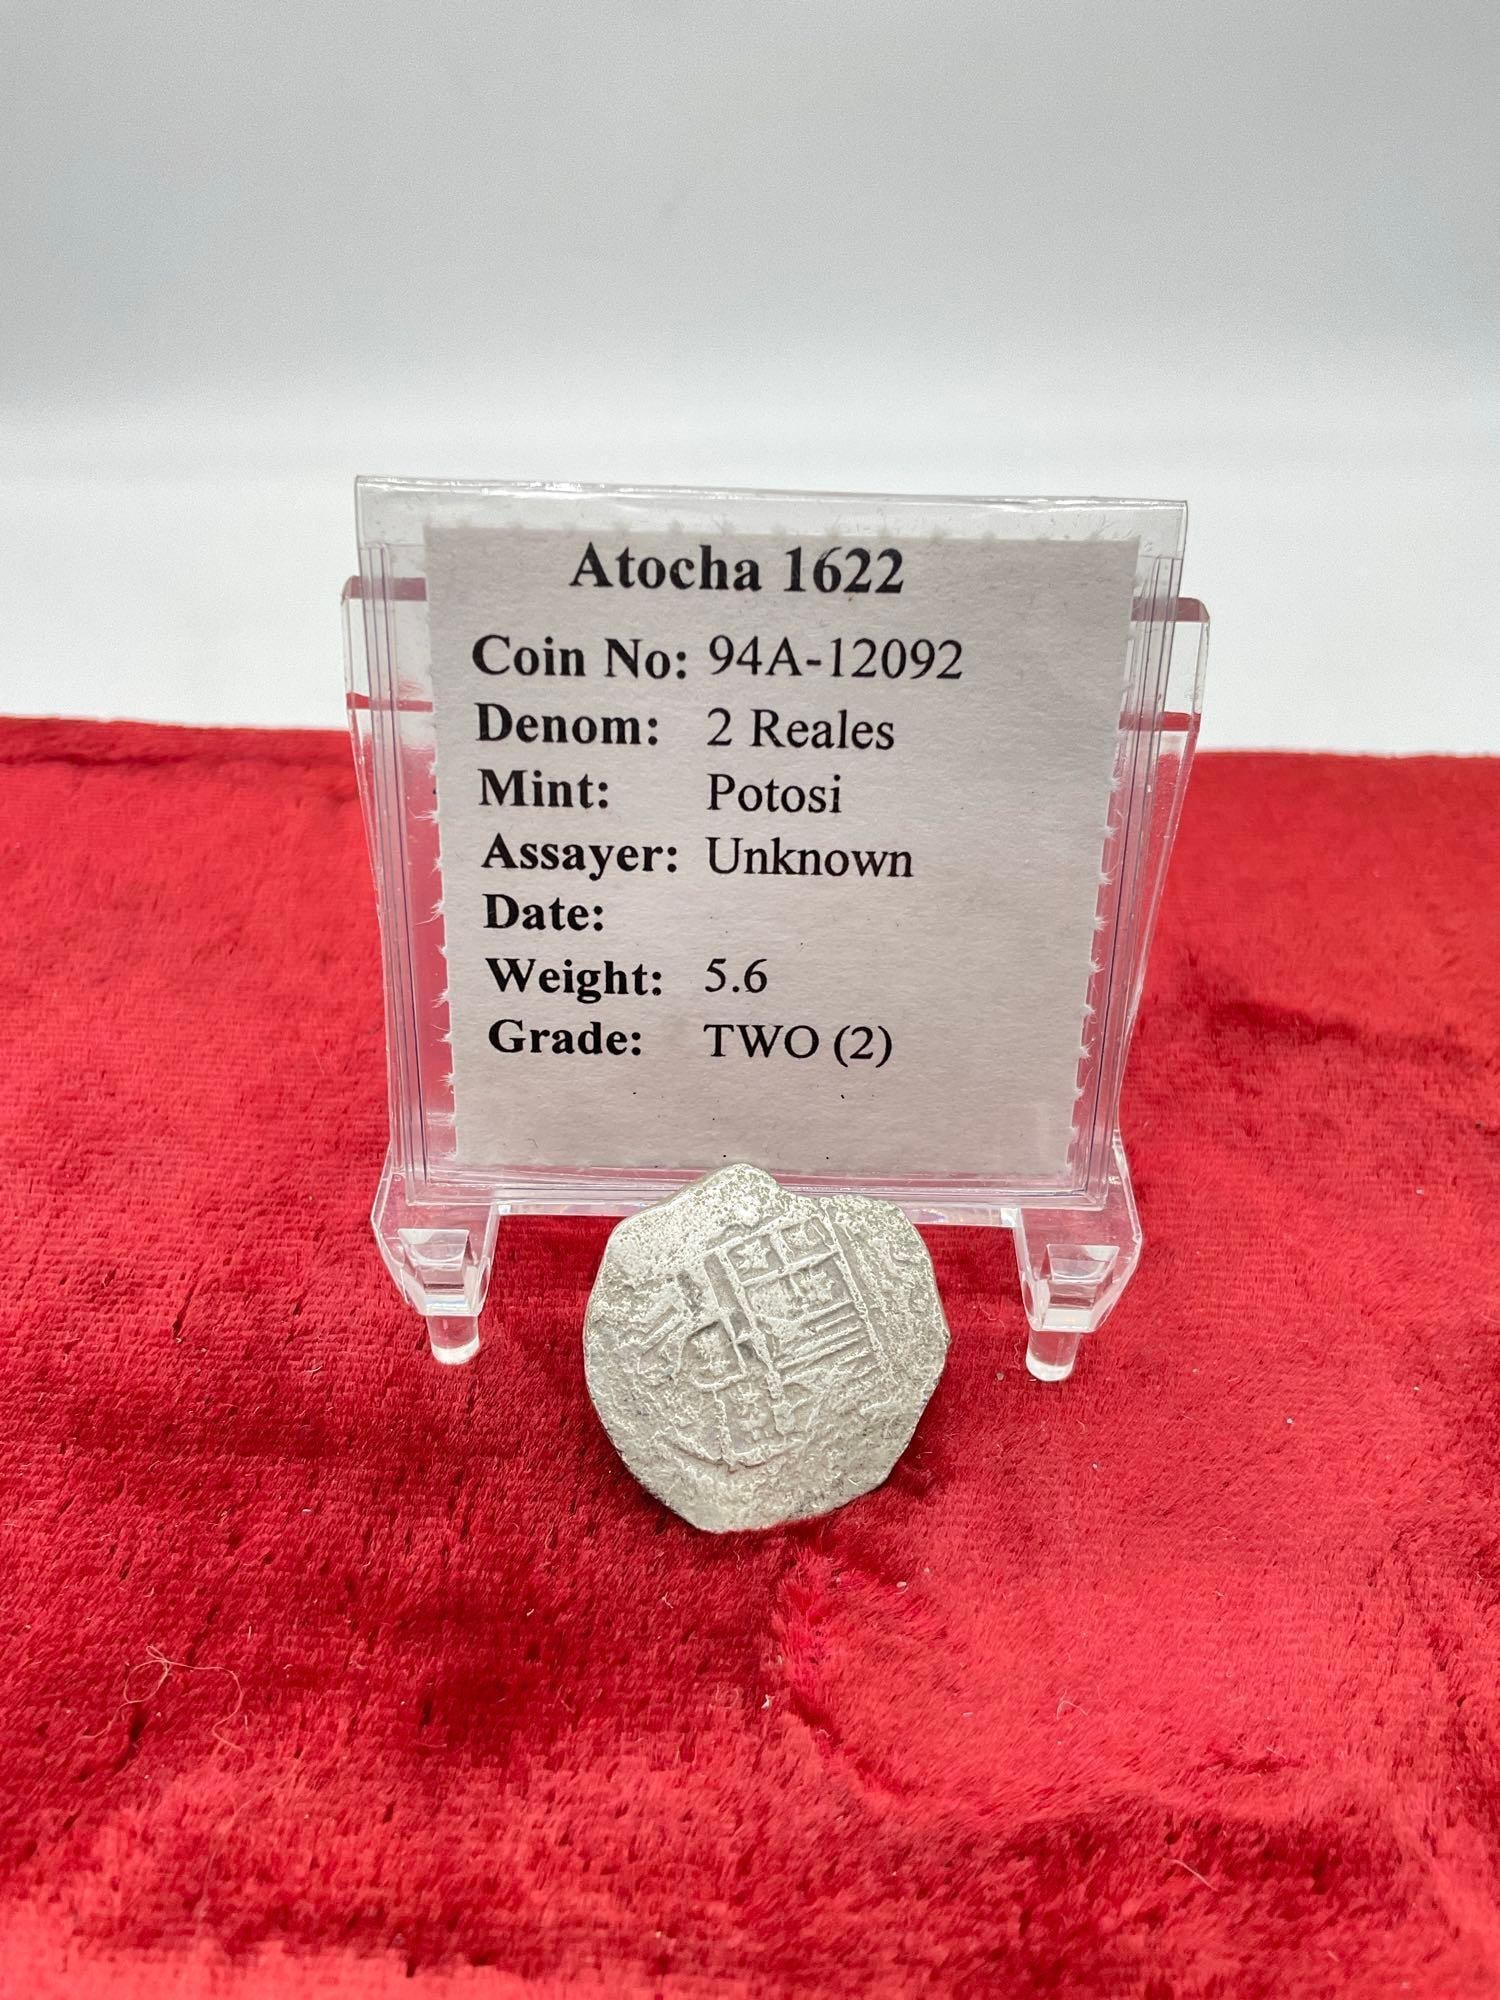 Atocha 1622
Coin No: 94A-12092
Denom: 2 Reales
Mint: Potosi
Assayer: Unknown
Date:
Weight: 5.6
Grade: TWO (2)